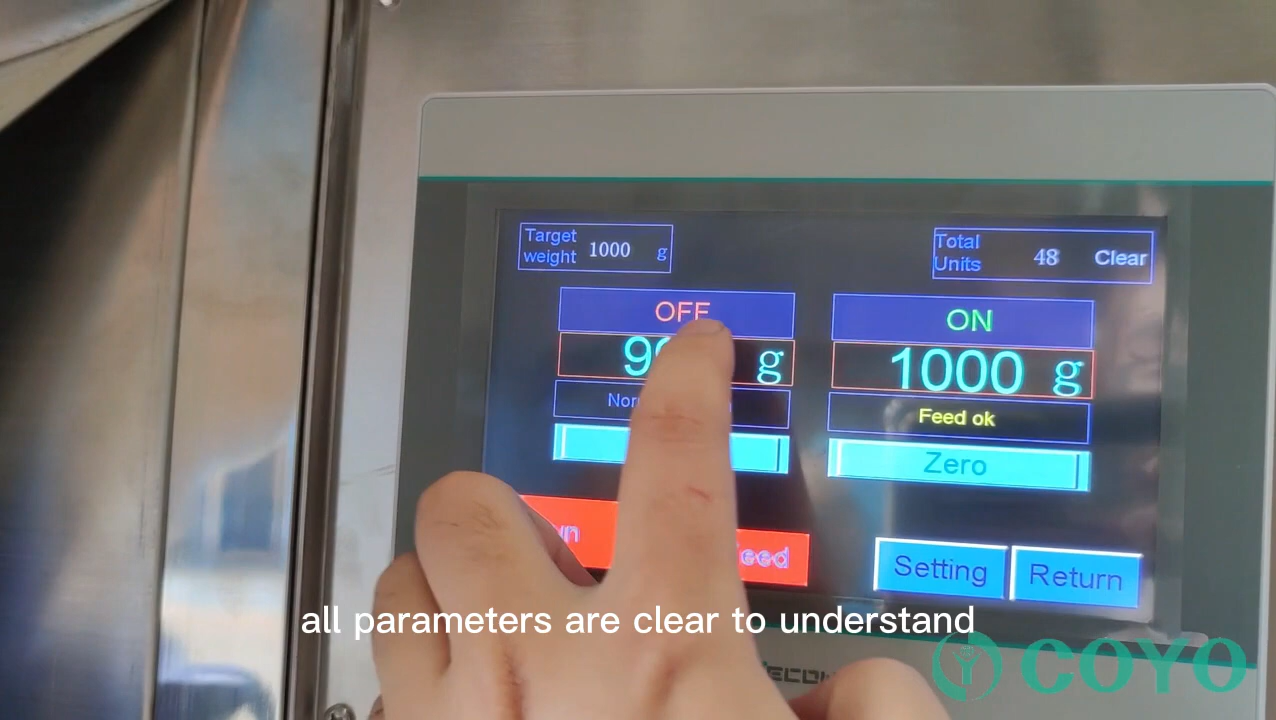 Target
weight 1000 g
Total
Units 48 Clear
OFF
ON
g
1000 g
Feed ok
Zero
Setting
Return
all parameters are clear to understand
COYO